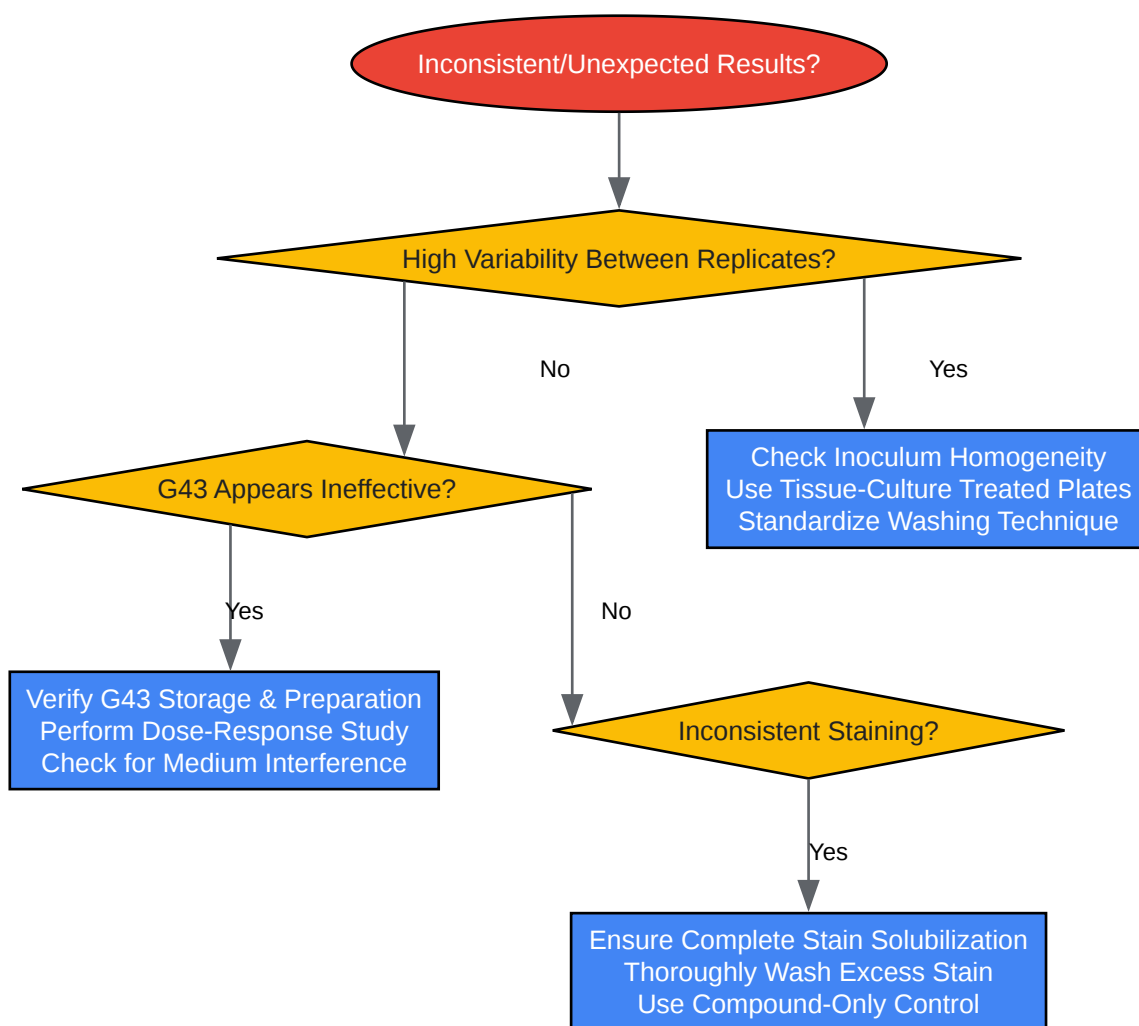 Inconsistent/Unexpected Results?
High Variability Between Replicates?
No
Yes
Check Inoculum Homogeneity
Use Tissue-Culture Treated Plates
Standardize Washing Technique
G43 Appears Ineffective?
Yes
No
Verify G43 Storage & Preparation
Perform Dose-Response Study
Check for Medium Interference
Inconsistent Staining?
Yes
Ensure Complete Stain Solubilization
Thoroughly Wash Excess Stain
Use Compound-Only Control